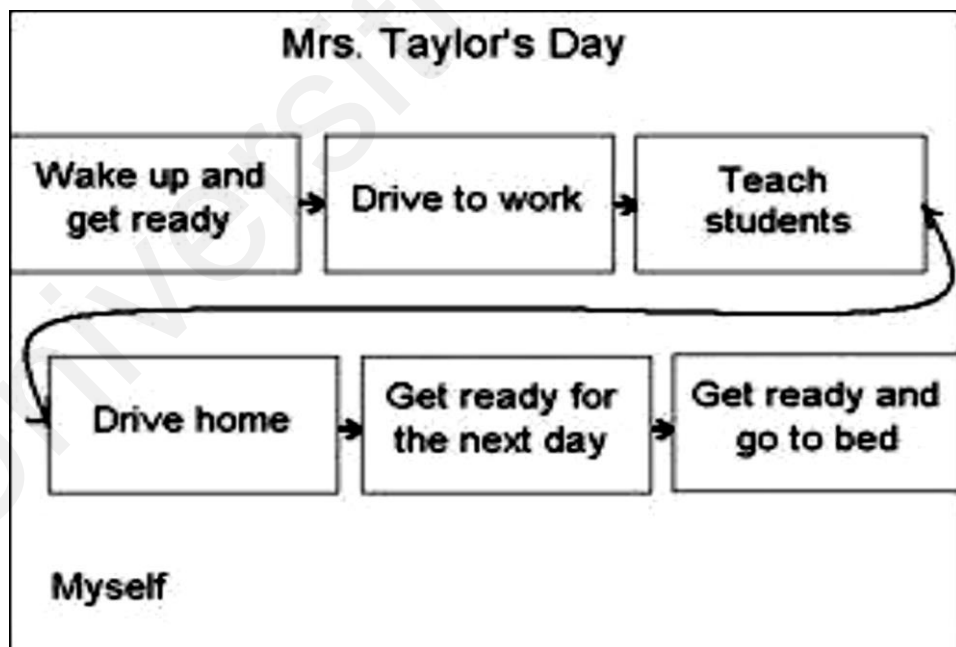 Mrs. Taylor's Day
Wake up and
get ready
Drive to work
Teach
students
Drive home
Get ready for
the next day
Get ready and
go to bed
Myself